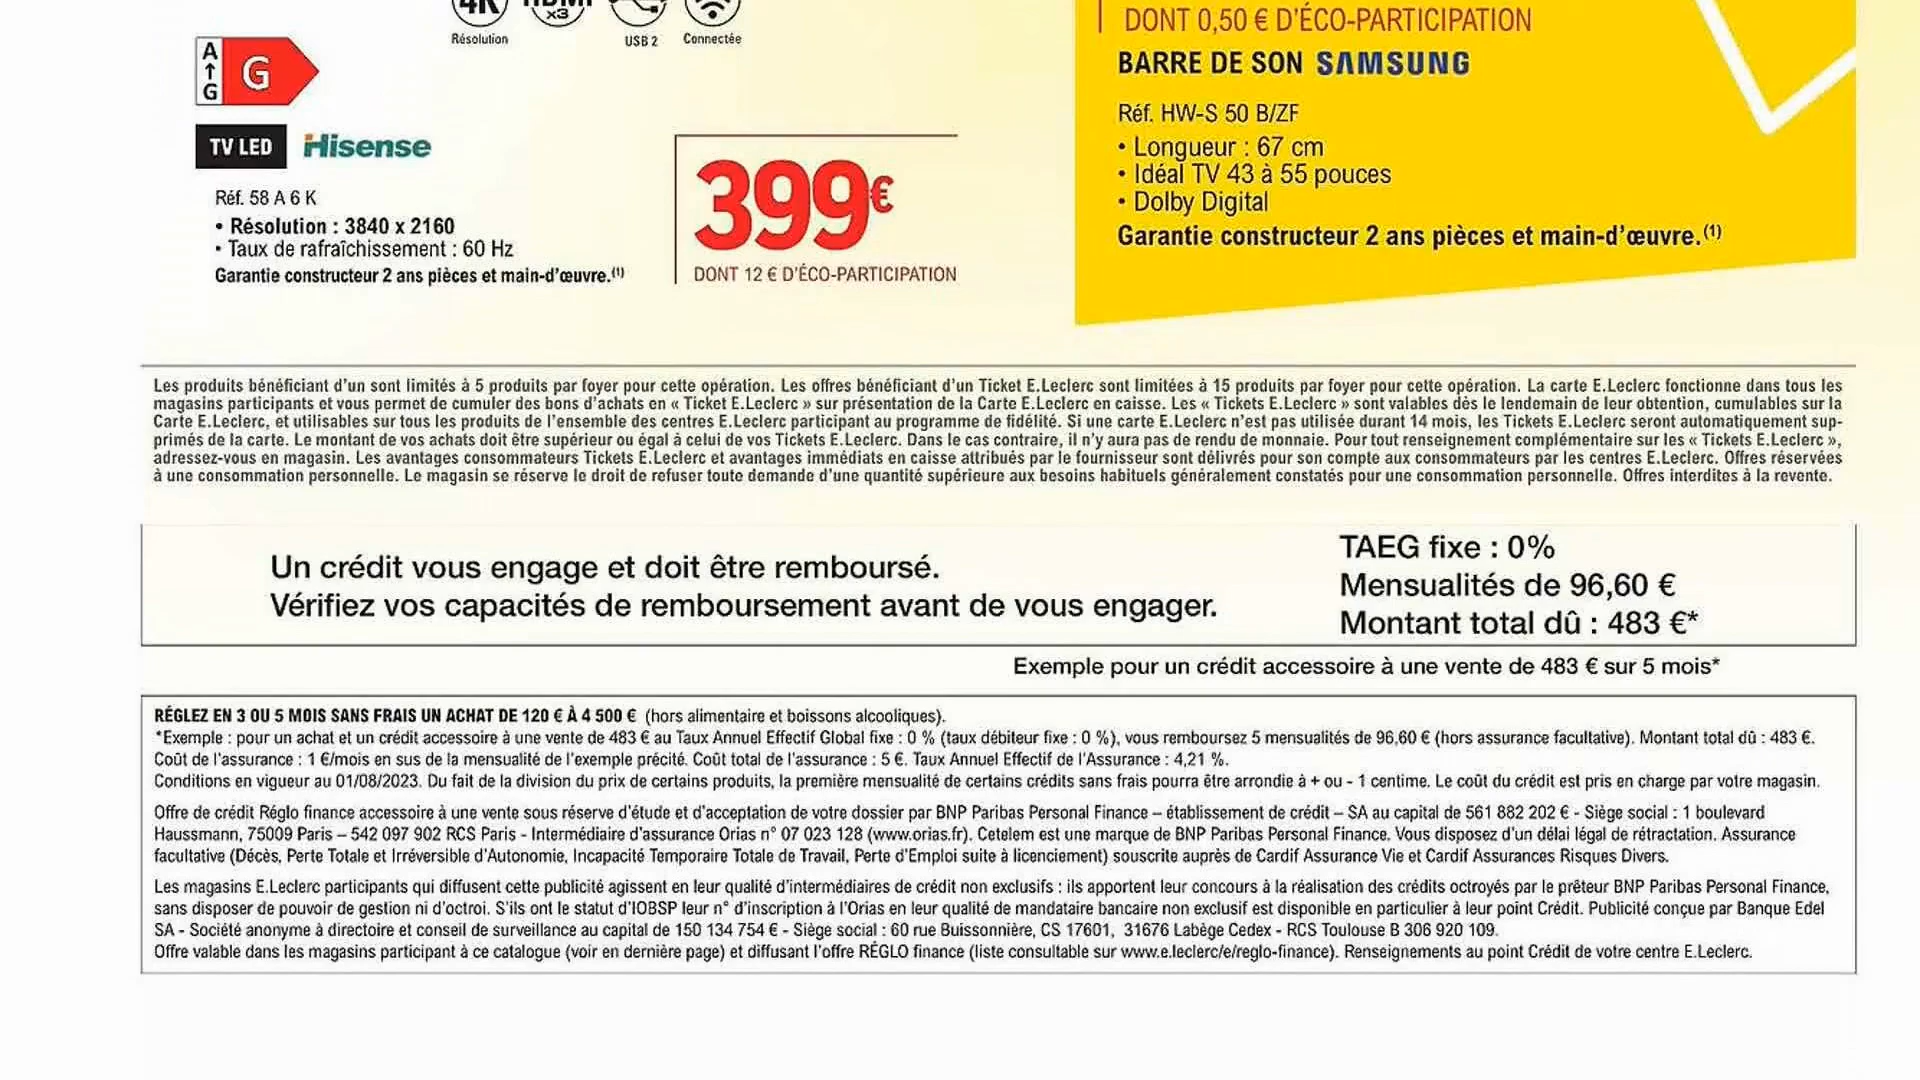 4K
HDMI
x3
Résolution
USB 2
Connectée
A
G
G
TV LED
Hisense
Réf. 58 A 6 K
• Résolution : 3840 x 2160
• Taux de rafraîchissement : 60 Hz
Garantie constructeur 2 ans pièces et main-d'œuvre.(1)
399€
DONT 12 € D'ÉCO-PARTICIPATION
DONT 0,50 € D'ÉCO-PARTICIPATION
BARRE DE SON SAMSUNG
Réf. HW-S 50 B/ZF
• Longueur : 67 cm
• Idéal TV 43 à 55 pouces
• Dolby Digital
Garantie constructeur 2 ans pièces et main-d'œuvre.(1)
Les produits bénéficiant d'un sont limités à 5 produits par foyer pour cette opération. Les offres bénéficiant d'un Ticket E.Leclerc sont limitées à 15 produits par foyer pour cette opération. La carte E.Leclerc fonctionne dans tous les
magasins participants et vous permet de cumuler des bons d'achats en « Ticket E.Leclerc » sur présentation de la Carte E.Leclerc en caisse. Les « Tickets E.Leclerc » sont valables dès le lendemain de leur obtention, cumulables sur la
Carte E.Leclerc, et utilisables sur tous les produits de l'ensemble des centres E.Leclerc participant au programme de fidélité. Si une carte E.Leclerc n'est pas utilisée durant 14 mois, les Tickets E.Leclerc seront automatiquement sup-
primés de la carte. Le montant de vos achats doit être supérieur ou égal à celui de vos Tickets E.Leclerc. Dans le cas contraire, il n'y aura pas de rendu de monnaie. Pour tout renseignement complémentaire sur les « Tickets E.Leclerc »,
adressez-vous en magasin. Les avantages consommateurs Tickets E.Leclerc et avantages immédiats en caisse attribués par le fournisseur sont délivrés pour son compte aux consommateurs par les centres E.Leclerc. Offres réservées
à une consommation personnelle. Le magasin se réserve le droit de refuser toute demande d'une quantité supérieure aux besoins habituels généralement constatés pour une consommation personnelle. Offres interdites à la revente.
Un crédit vous engage et doit être remboursé.
Vérifiez vos capacités de remboursement avant de vous engager.
TAEG fixe : 0%
Mensualités de 96,60 €
Montant total dû : 483 €*
Exemple pour un crédit accessoire à une vente de 483 € sur 5 mois*
RÉGLEZ EN 3 OU 5 MOIS SANS FRAIS UN ACHAT DE 120 € À 4 500 € (hors alimentaire et boissons alcooliques).
*Exemple : pour un achat et un crédit accessoire à une vente de 483 € au Taux Annuel Effectif Global fixe : 0 % (taux débiteur fixe : 0 %), vous remboursez 5 mensualités de 96,60 € (hors assurance facultative). Montant total dû : 483 €.
Coût de l'assurance : 1 €/mois en sus de la mensualité de l'exemple précité. Coût total de l'assurance : 5 €. Taux Annuel Effectif de l'Assurance : 4,21 %.
Conditions en vigueur au 01/08/2023. Du fait de la division du prix de certains produits, la première mensualité de certains crédits sans frais pourra être arrondie à + ou - 1 centime. Le coût du crédit est pris en charge par votre magasin.
Offre de crédit Réglo finance accessoire à une vente sous réserve d'étude et d'acceptation de votre dossier par BNP Paribas Personal Finance – établissement de crédit – SA au capital de 561 882 202 € - Siège social : 1 boulevard
Haussmann, 75009 Paris – 542 097 902 RCS Paris - Intermédiaire d'assurance Orias n° 07 023 128 (www.orias.fr). Cetelem est une marque de BNP Paribas Personal Finance. Vous disposez d'un délai légal de rétractation. Assurance
facultative (Décès, Perte Totale et Irréversible d'Autonomie, Incapacité Temporaire Totale de Travail, Perte d'Emploi suite à licenciement) souscrite auprès de Cardif Assurance Vie et Cardif Assurances Risques Divers.
Les magasins E.Leclerc participants qui diffusent cette publicité agissent en leur qualité d'intermédiaires de crédit non exclusifs : ils apportent leur concours à la réalisation des crédits octroyés par le prêteur BNP Paribas Personal Finance,
sans disposer de pouvoir de gestion ni d'octroi. S'ils ont le statut d'IOBSP leur n° d'inscription à l'Orias en leur qualité de mandataire bancaire non exclusif est disponible en particulier à leur point Crédit. Publicité conçue par Banque Edel
SA - Société anonyme à directoire et conseil de surveillance au capital de 150 134 754 € - Siège social : 60 rue Buissonnière, CS 17601, 31676 Labège Cedex - RCS Toulouse B 306 920 109.
Offre valable dans les magasins participant à ce catalogue (voir en dernière page) et diffusant l'offre RÉGLO finance (liste consultable sur www.e.leclerc/e/reglo-finance). Renseignements au point Crédit de votre centre E.Leclerc.